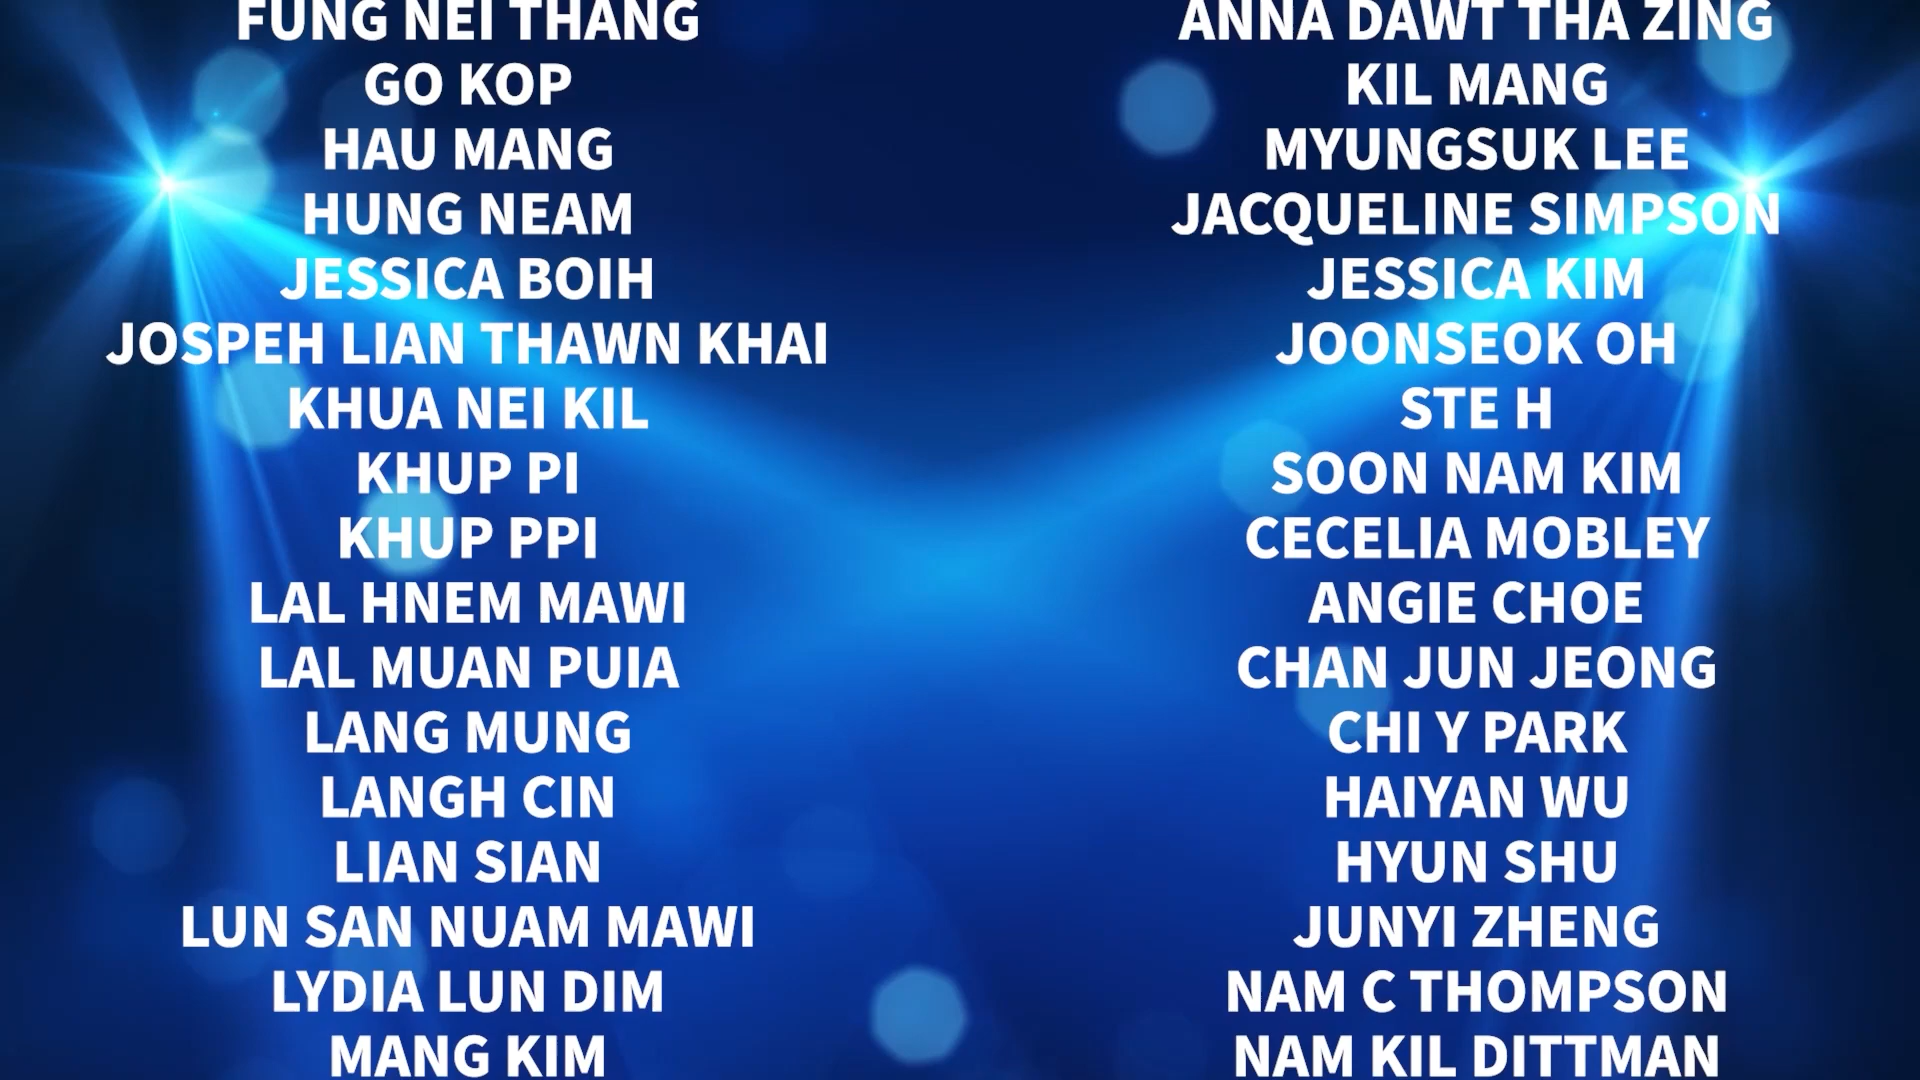 FUNG NEI THANG
GO KOP
HAU MANG
HUNG NEAM
JESSICA BOIH
JOSPEH LIAN THAWN KHAI
KHUA NEI KIL
KHUP PI
KHUP PPI
LAL HNEM MAWI
LAL MUAN PUIA
LANG MUNG
LANGH CIN
LIAN SIAN
LUN SAN NUAM MAWI
LYDIA LUN DIM
MANG KIM
ANNA DAWT THA ZING
KIL MANG
MYUNGSUK LEE
JACQUELINE SIMPSON
JESSICA KIM
JOONSEOK OH
STE H
SOON NAM KIM
CECELIA MOBLEY
ANGIE CHOE
CHAN JUN JEONG
CHI Y PARK
HAIYAN WU
HYUN SHU
JUNYI ZHENG
NAM C THOMPSON
NAM KIL DITTMAN